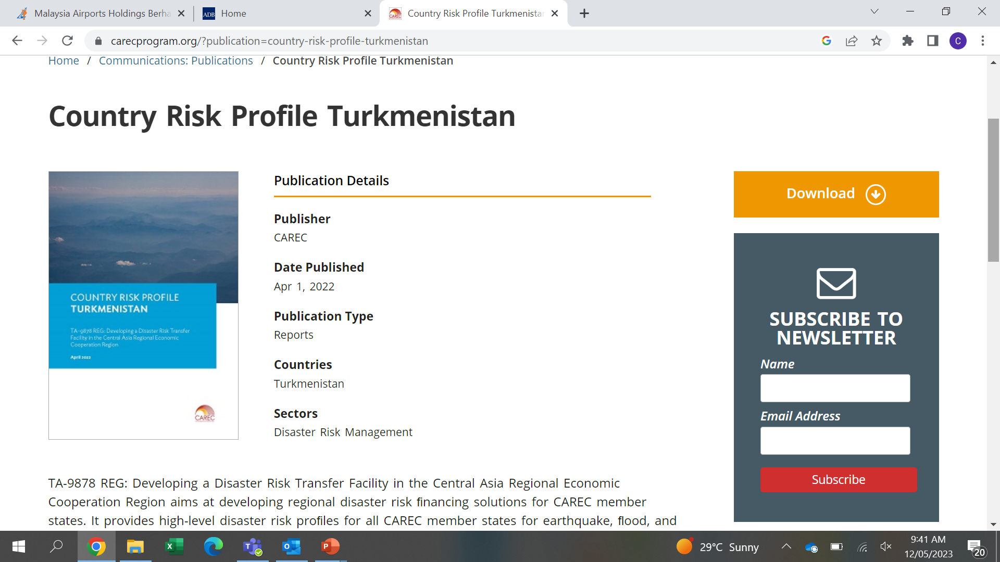 Malaysia Airports Holdings Berha
ADB
Home
CAREC
Country Risk Profile Turkmenistan
carecprogram.org/?publication=country-risk-profile-turkmenistan
C
Home / Communications: Publications / Country Risk Profile Turkmenistan
Country Risk Profile Turkmenistan
COUNTRY RISK PROFILE
TURKMENISTAN
TA-9878 REG: Developing a Disaster Risk Transfer
Facility in the Central Asia Regional Economic
Cooperation Region
April 2022
CAREC
Publication Details
Publisher
CAREC
Date Published
Apr 1, 2022
Publication Type
Reports
Countries
Turkmenistan
Sectors
Disaster Risk Management
Download
SUBSCRIBE TO
NEWSLETTER
Name
Email Address
Subscribe
TA-9878 REG: Developing a Disaster Risk Transfer Facility in the Central Asia Regional Economic
Cooperation Region aims at developing regional disaster risk financing solutions for CAREC member
states. It provides high-level disaster risk profiles for all CAREC member states for earthquake, flood, and
29°C Sunny
9:41 AM
12/05/2023
20